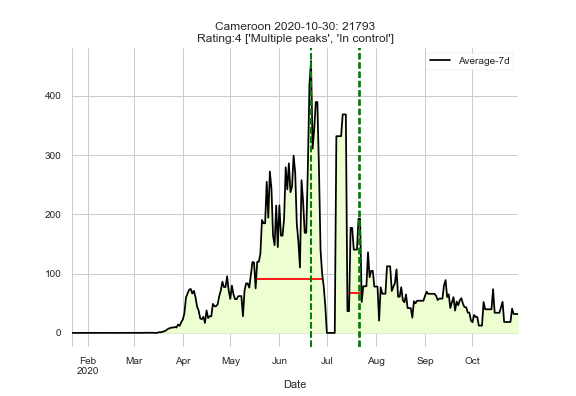 Cameroon 2020-10-30: 21793
Rating:4 ['Multiple peaks', 'In control']
Average-7d
400
300
200
100
0
Feb Mar Apr May Jun Jul Aug Sep Oct
2020
Date